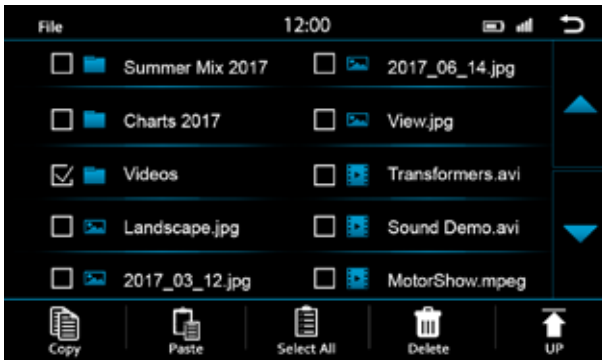 File 12:00
Summer Mix 2017 2017_06_14.jpg
Charts 2017 View.jpg
Videos Transformers.avi
Landscape.jpg Sound Demo.avi
2017_03_12.jpg MotorShow.mpeg
Copy Paste Select All Delete UP